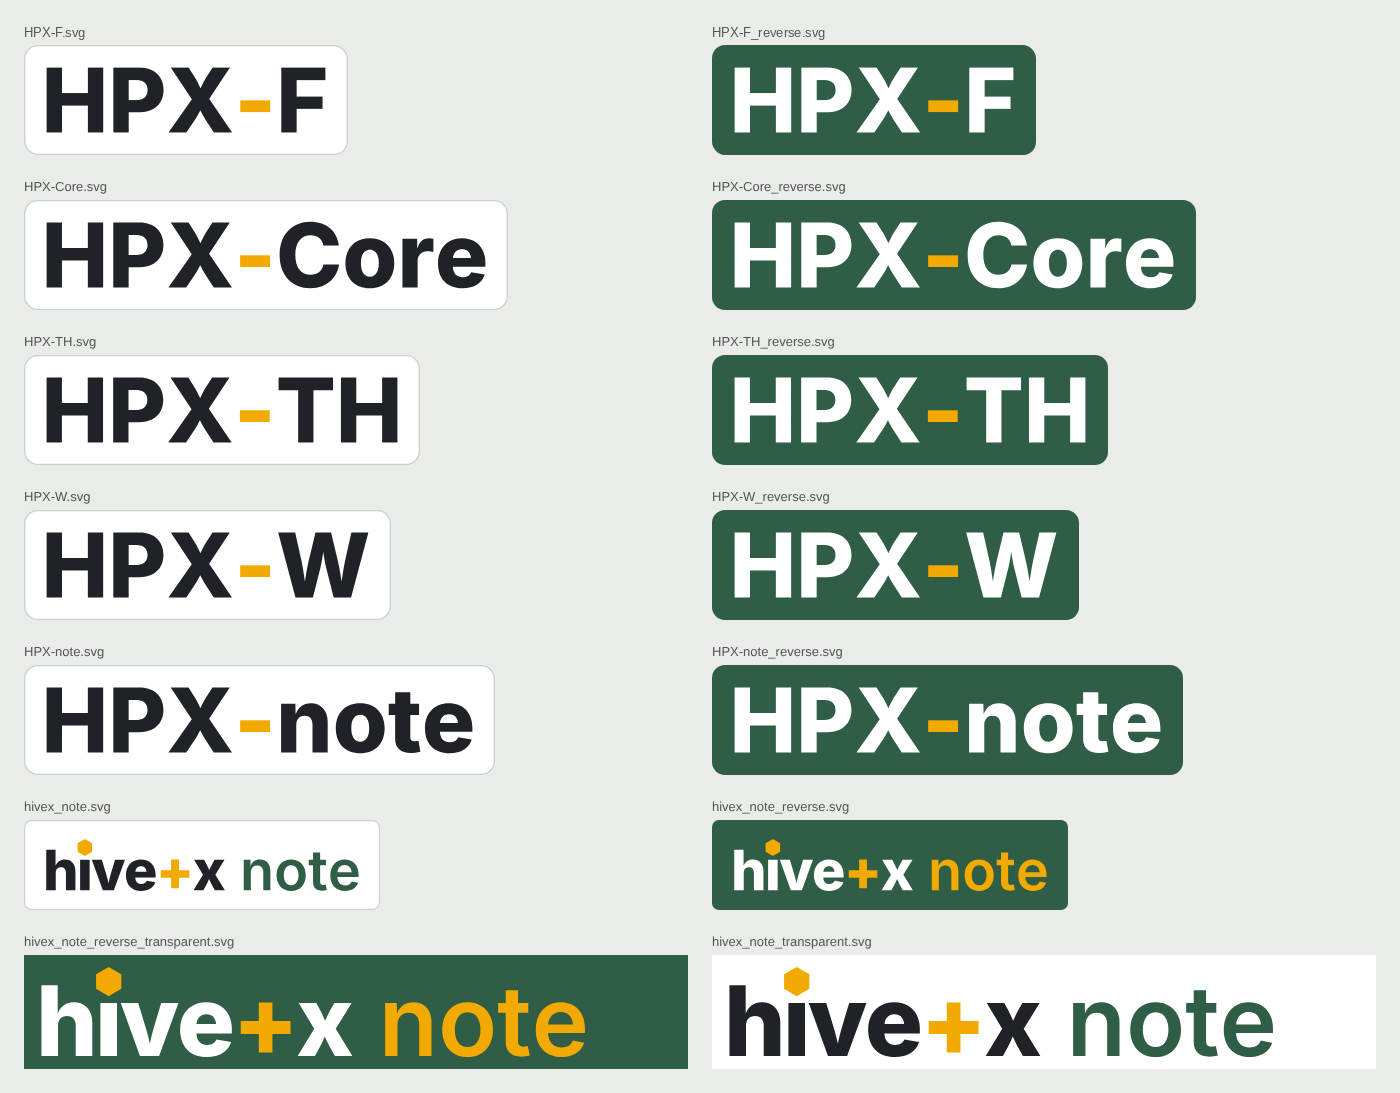 HPX-F.svg
HPX-F_reverse.svg
HPX-F
HPX-F
HPX-Core.svg
HPX-Core_reverse.svg
HPX-Core
HPX-Core
HPX-TH.svg
HPX-TH_reverse.svg
HPX-TH
HPX-TH
HPX-W.svg
HPX-W_reverse.svg
HPX-W
HPX-W
HPX-note.svg
HPX-note_reverse.svg
HPX-note
HPX-note
hivex_note.svg
hivex_note_reverse.svg
hive+x note
hive+x note
hivex_note_reverse_transparent.svg
hivex_note_transparent.svg
hive+x note
hive+x note